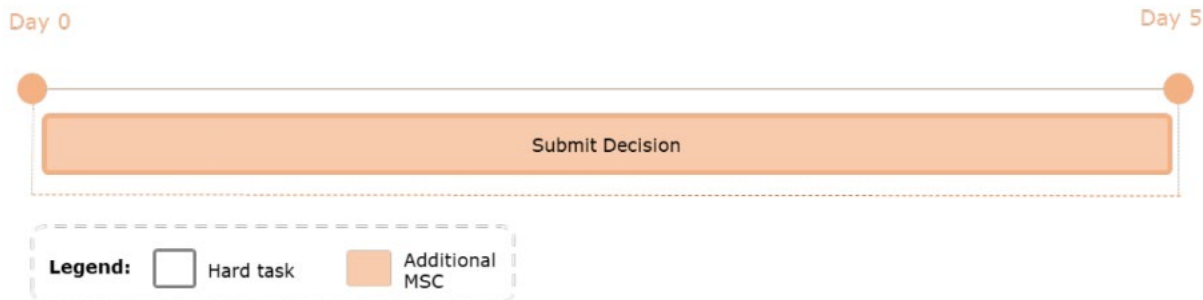 Day 0
Day 5
Submit Decision
Legend:
Hard task
Additional
MSC